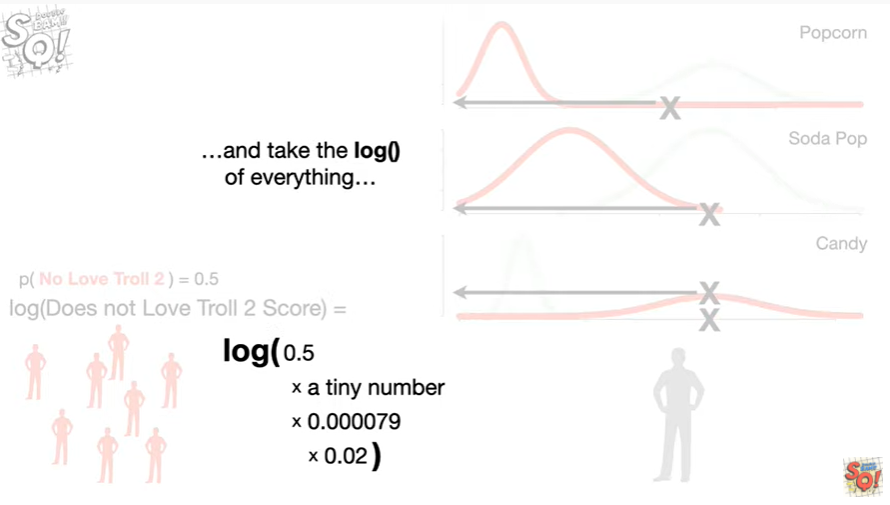 SQ!
Popcorn
...and take the log()
of everything...
Soda Pop
Candy
p( No Love Troll 2 ) = 0.5
log(Does not Love Troll 2 Score) =
log( 0.5
x a tiny number
x 0.000079
x 0.02 )
X
X
X
X
SQ!